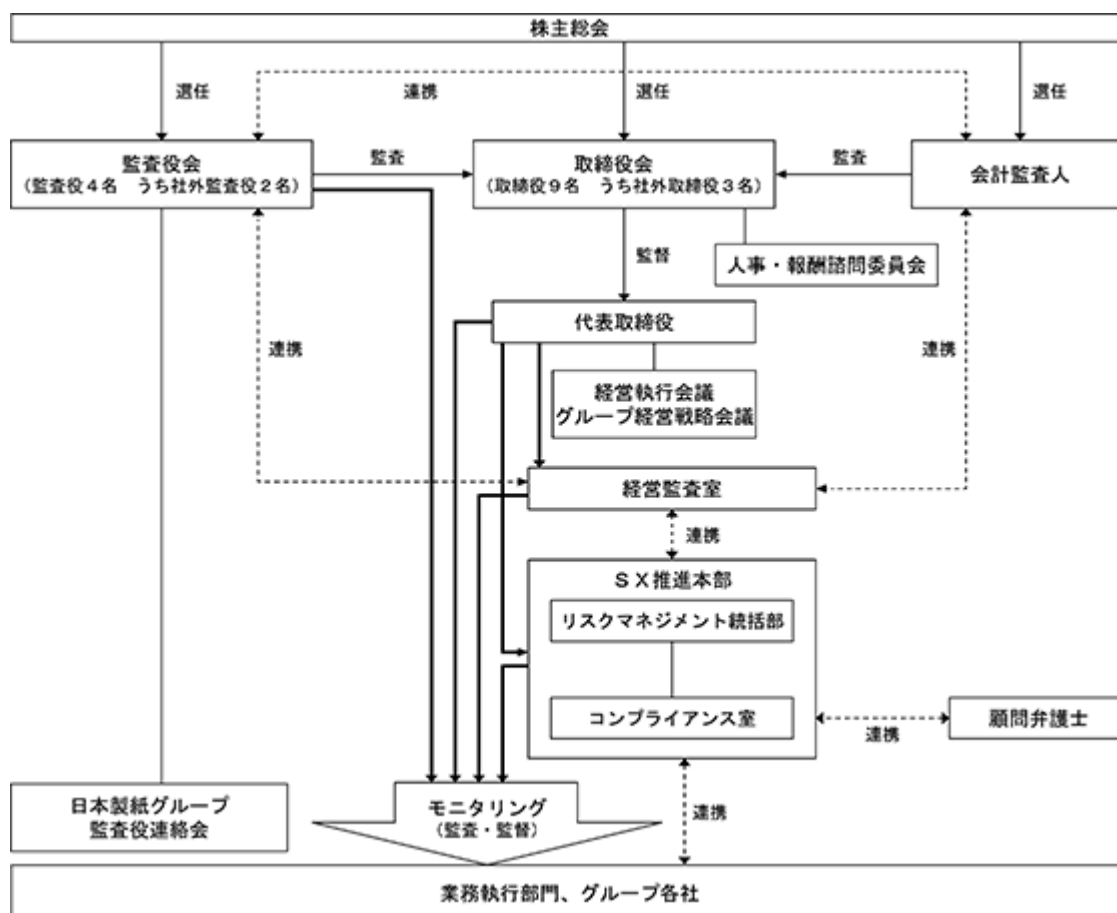 株主総会
選任
連携
選任
選任
監査役会
(監査役4名 うち社外監査役2名)
監査
取締役会
(取締役9名 うち社外取締役3名)
監査
会計監査人
監督
人事・報酬諮問委員会
代表取締役
連携
連携
経営執行会議
グループ経営戦略会議
経営監査室
連携
SX推進本部
リスクマネジメント統括部
コンプライアンス室
連携
顧問弁護士
日本製紙グループ
監査役連絡会
モニタリング
(監査・監督)
連携
業務執行部門、グループ各社